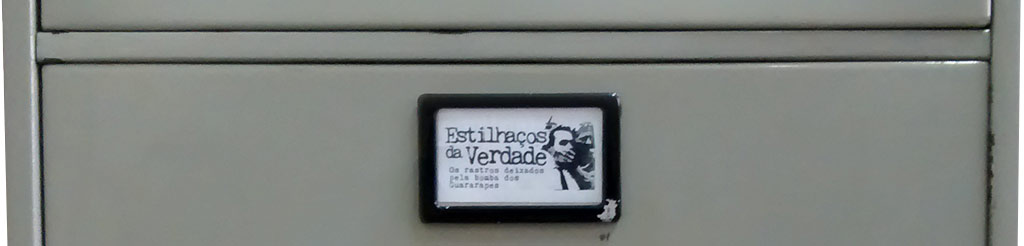 Estilhaços
da Verdade
Os rastros deixados
pela bomba dos
Guararapes